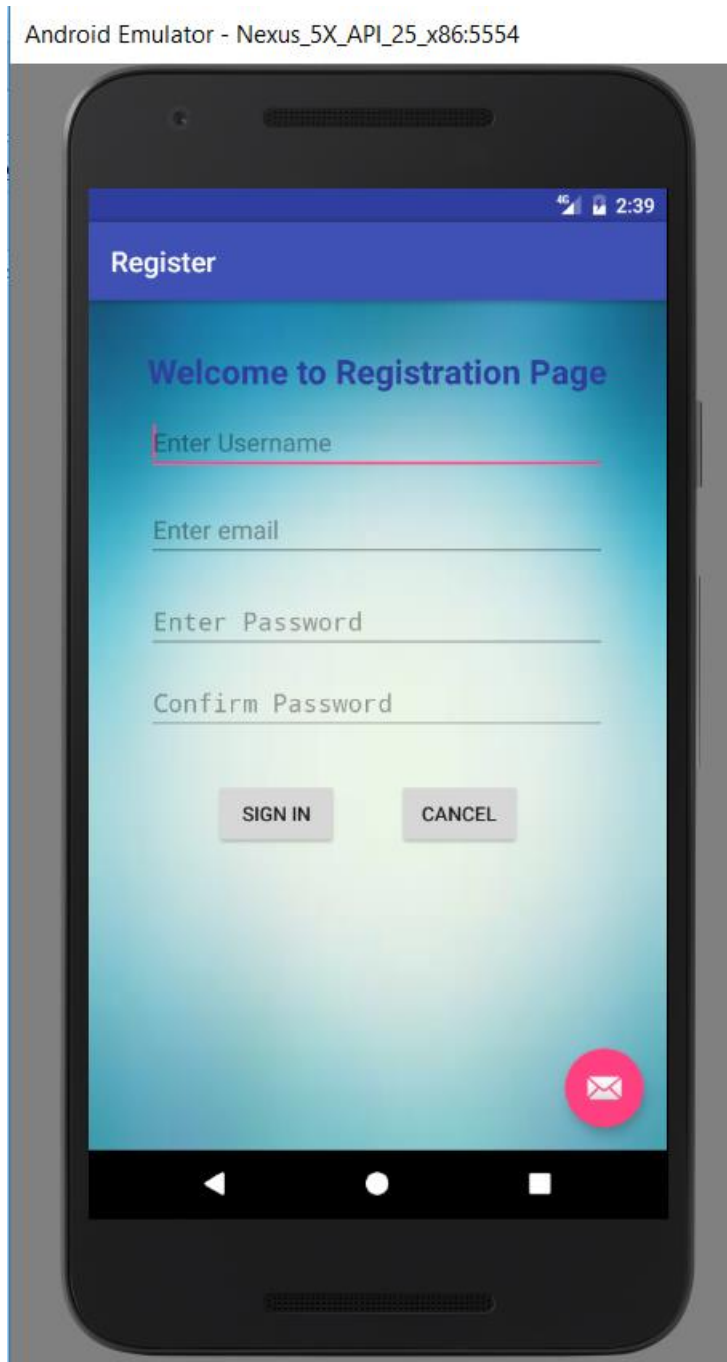 Android Emulator - Nexus_5X_API_25_x86:5554
4G 2:39
Register
Welcome to Registration Page
Enter Username
Enter email
Enter Password
Confirm Password
SIGN IN CANCEL